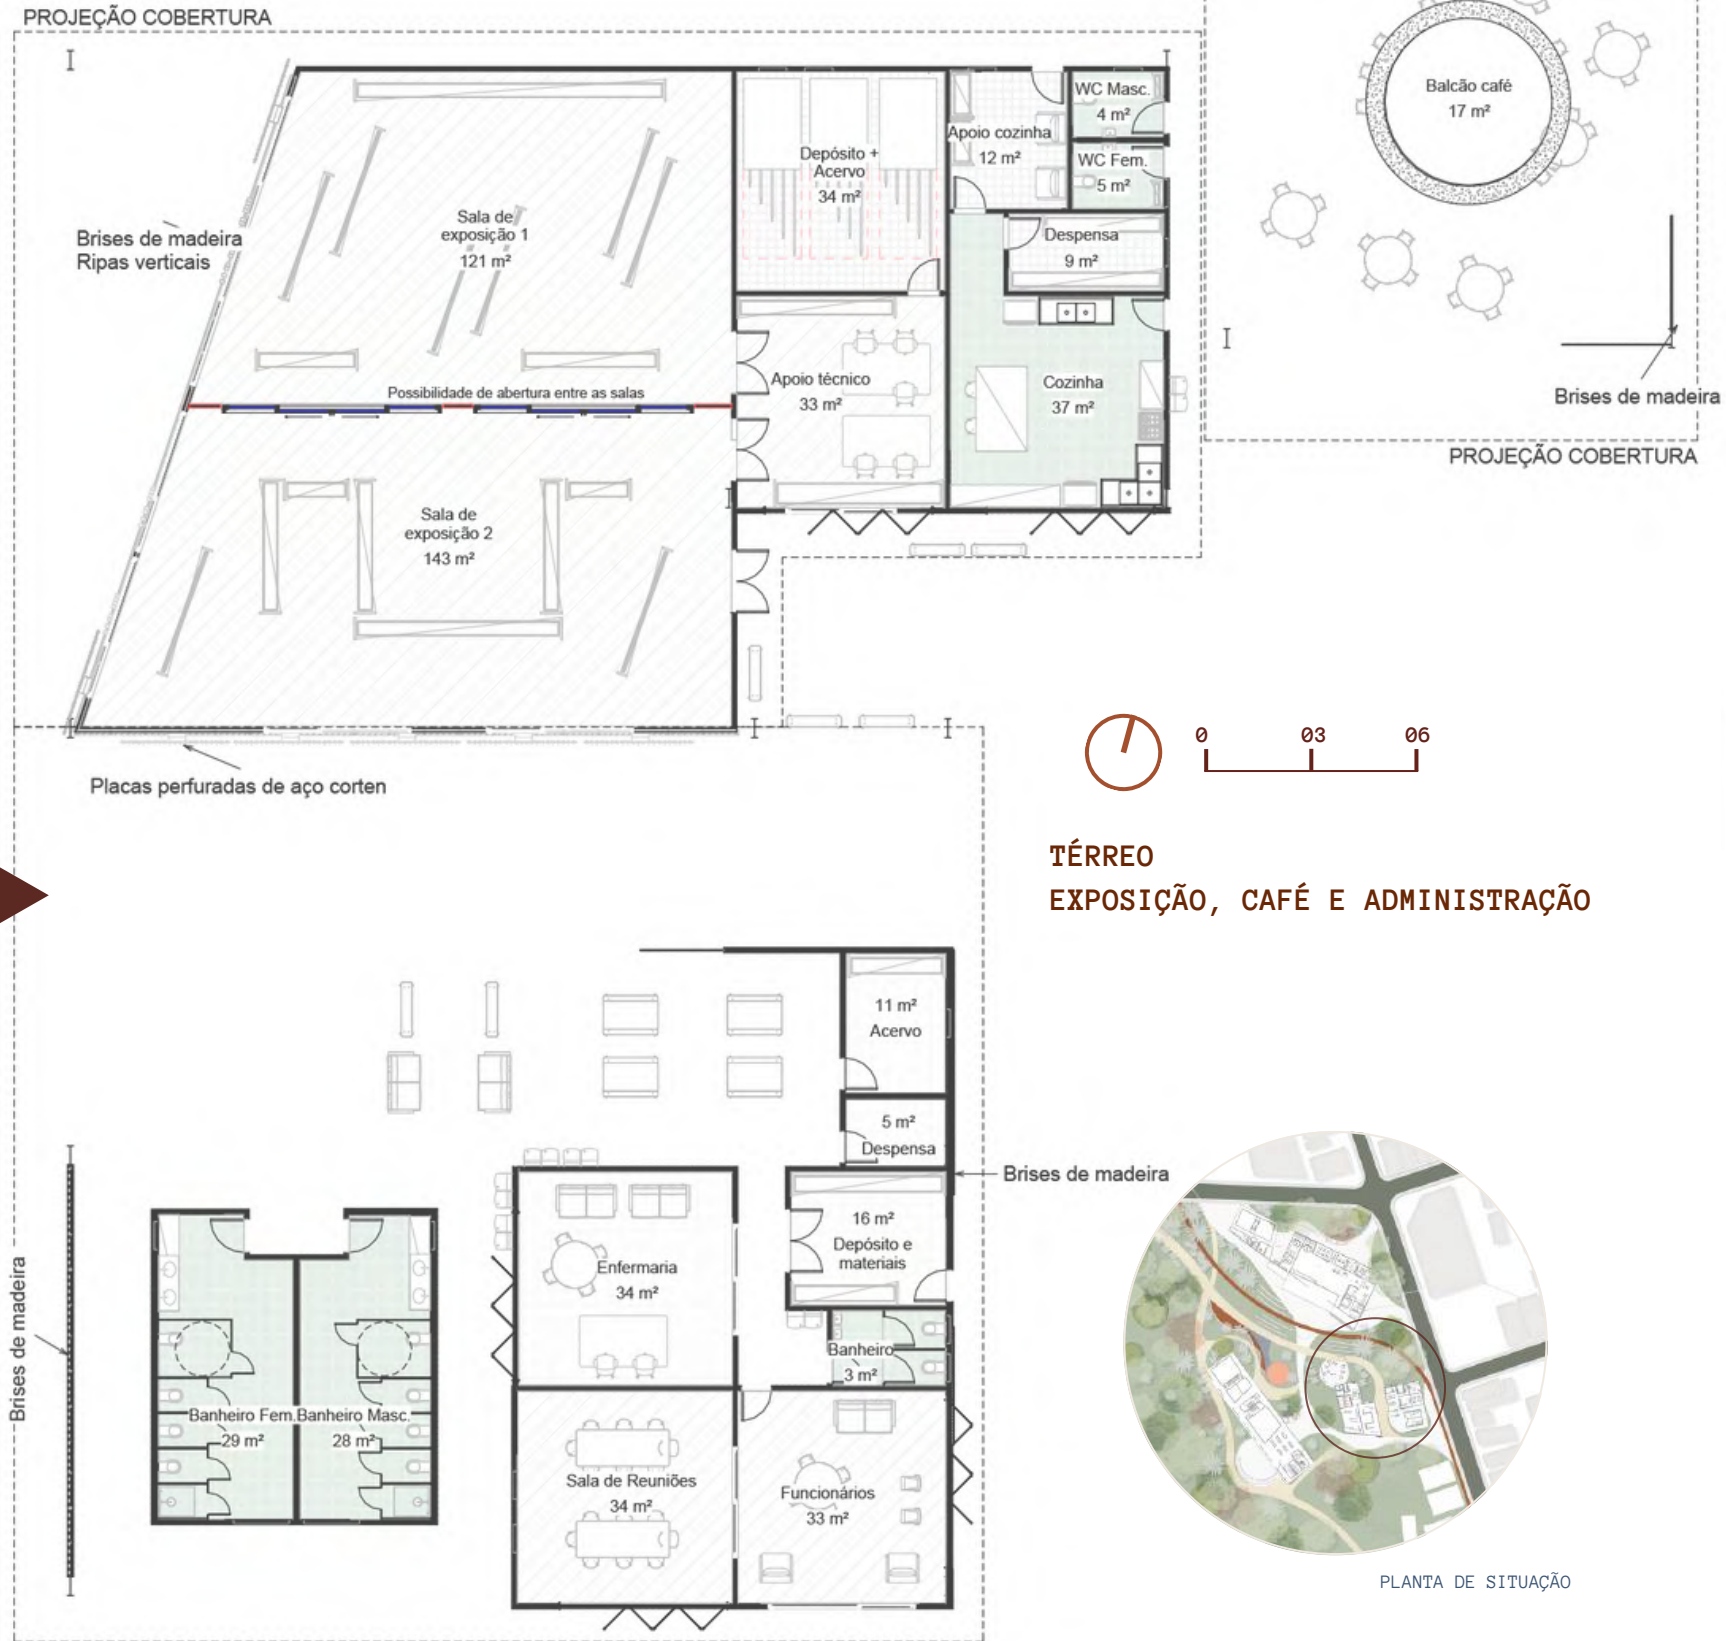 PROJEÇÃO COBERTURA
Balcão café
17 m²
WC Masc.
4 m²
Apoio cozinha
12 m²
WC Fem.
5 m²
Depósito +
Acervo
34 m²
Sala de
exposição 1
121 m²
Brises de madeira
Ripas verticais
Despensa
9 m²
Possibilidade de abertura entre as salas
Apoio técnico
33 m²
Cozinha
37 m²
Brises de madeira
PROJEÇÃO COBERTURA
Sala de
exposição 2
143 m²
Placas perfuradas de aço corten
0 03 06
TÉRREO
EXPOSIÇÃO, CAFÉ E ADMINISTRAÇÃO
11 m²
Acervo
5 m²
Despensa
Brises de madeira
16 m²
Depósito e
materiais
Enfermaria
34 m²
Banheiro
3 m²
Brises de madeira
Banheiro Fem.
29 m²
Banheiro Masc.
28 m²
Sala de Reuniões
34 m²
Funcionários
33 m²
PLANTA DE SITUAÇÃO